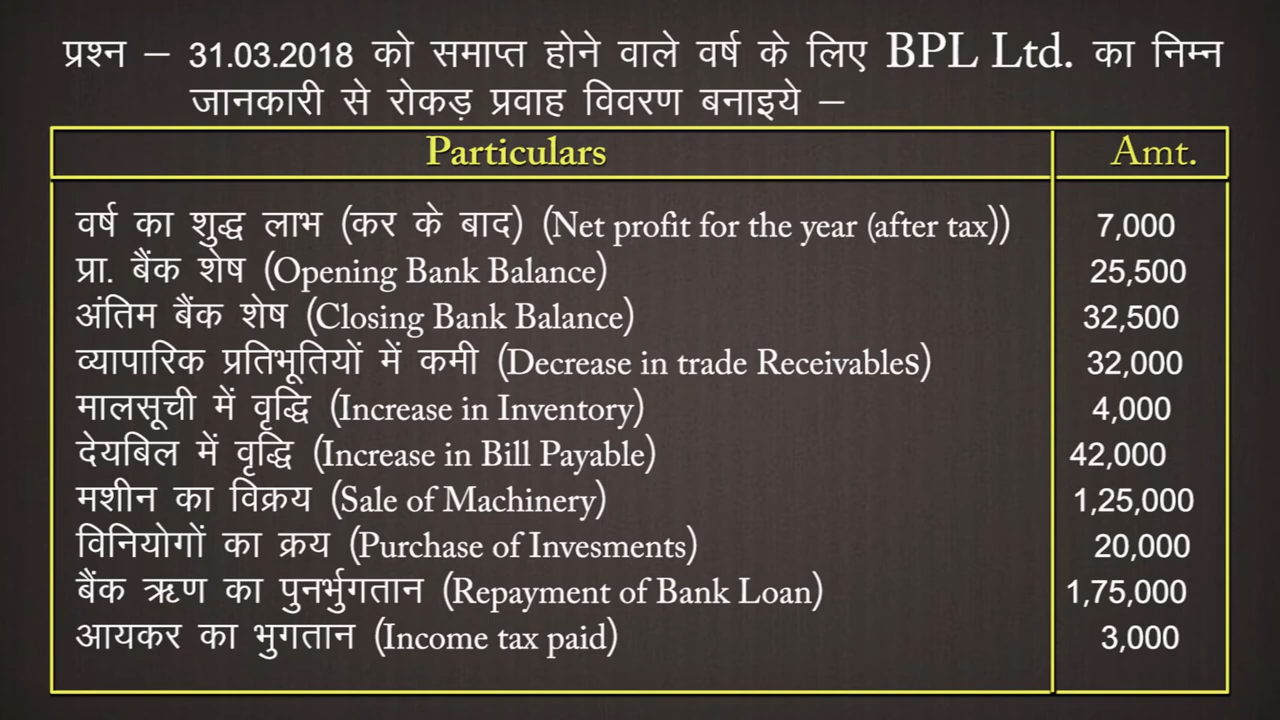 प्रश्न – 31.03.2018 को समाप्त होने वाले वर्ष के लिए BPL Ltd. का निम्न
जानकारी से रोकड़ प्रवाह विवरण बनाइये –
Particulars Amt.
वर्ष का शुद्ध लाभ (कर के बाद) (Net profit for the year (after tax)) 7,000
प्रा. बैंक शेष (Opening Bank Balance) 25,500
अंतिम बैंक शेष (Closing Bank Balance) 32,500
व्यापारिक प्रतिभूतियों में कमी (Decrease in trade Receivables) 32,000
मालसूची में वृद्धि (Increase in Inventory) 4,000
देयबिल में वृद्धि (Increase in Bill Payable) 42,000
मशीन का विक्रय (Sale of Machinery) 1,25,000
विनियोगों का क्रय (Purchase of Invesments) 20,000
बैंक ऋण का पुनर्भुगतान (Repayment of Bank Loan) 1,75,000
आयकर का भुगतान (Income tax paid) 3,000